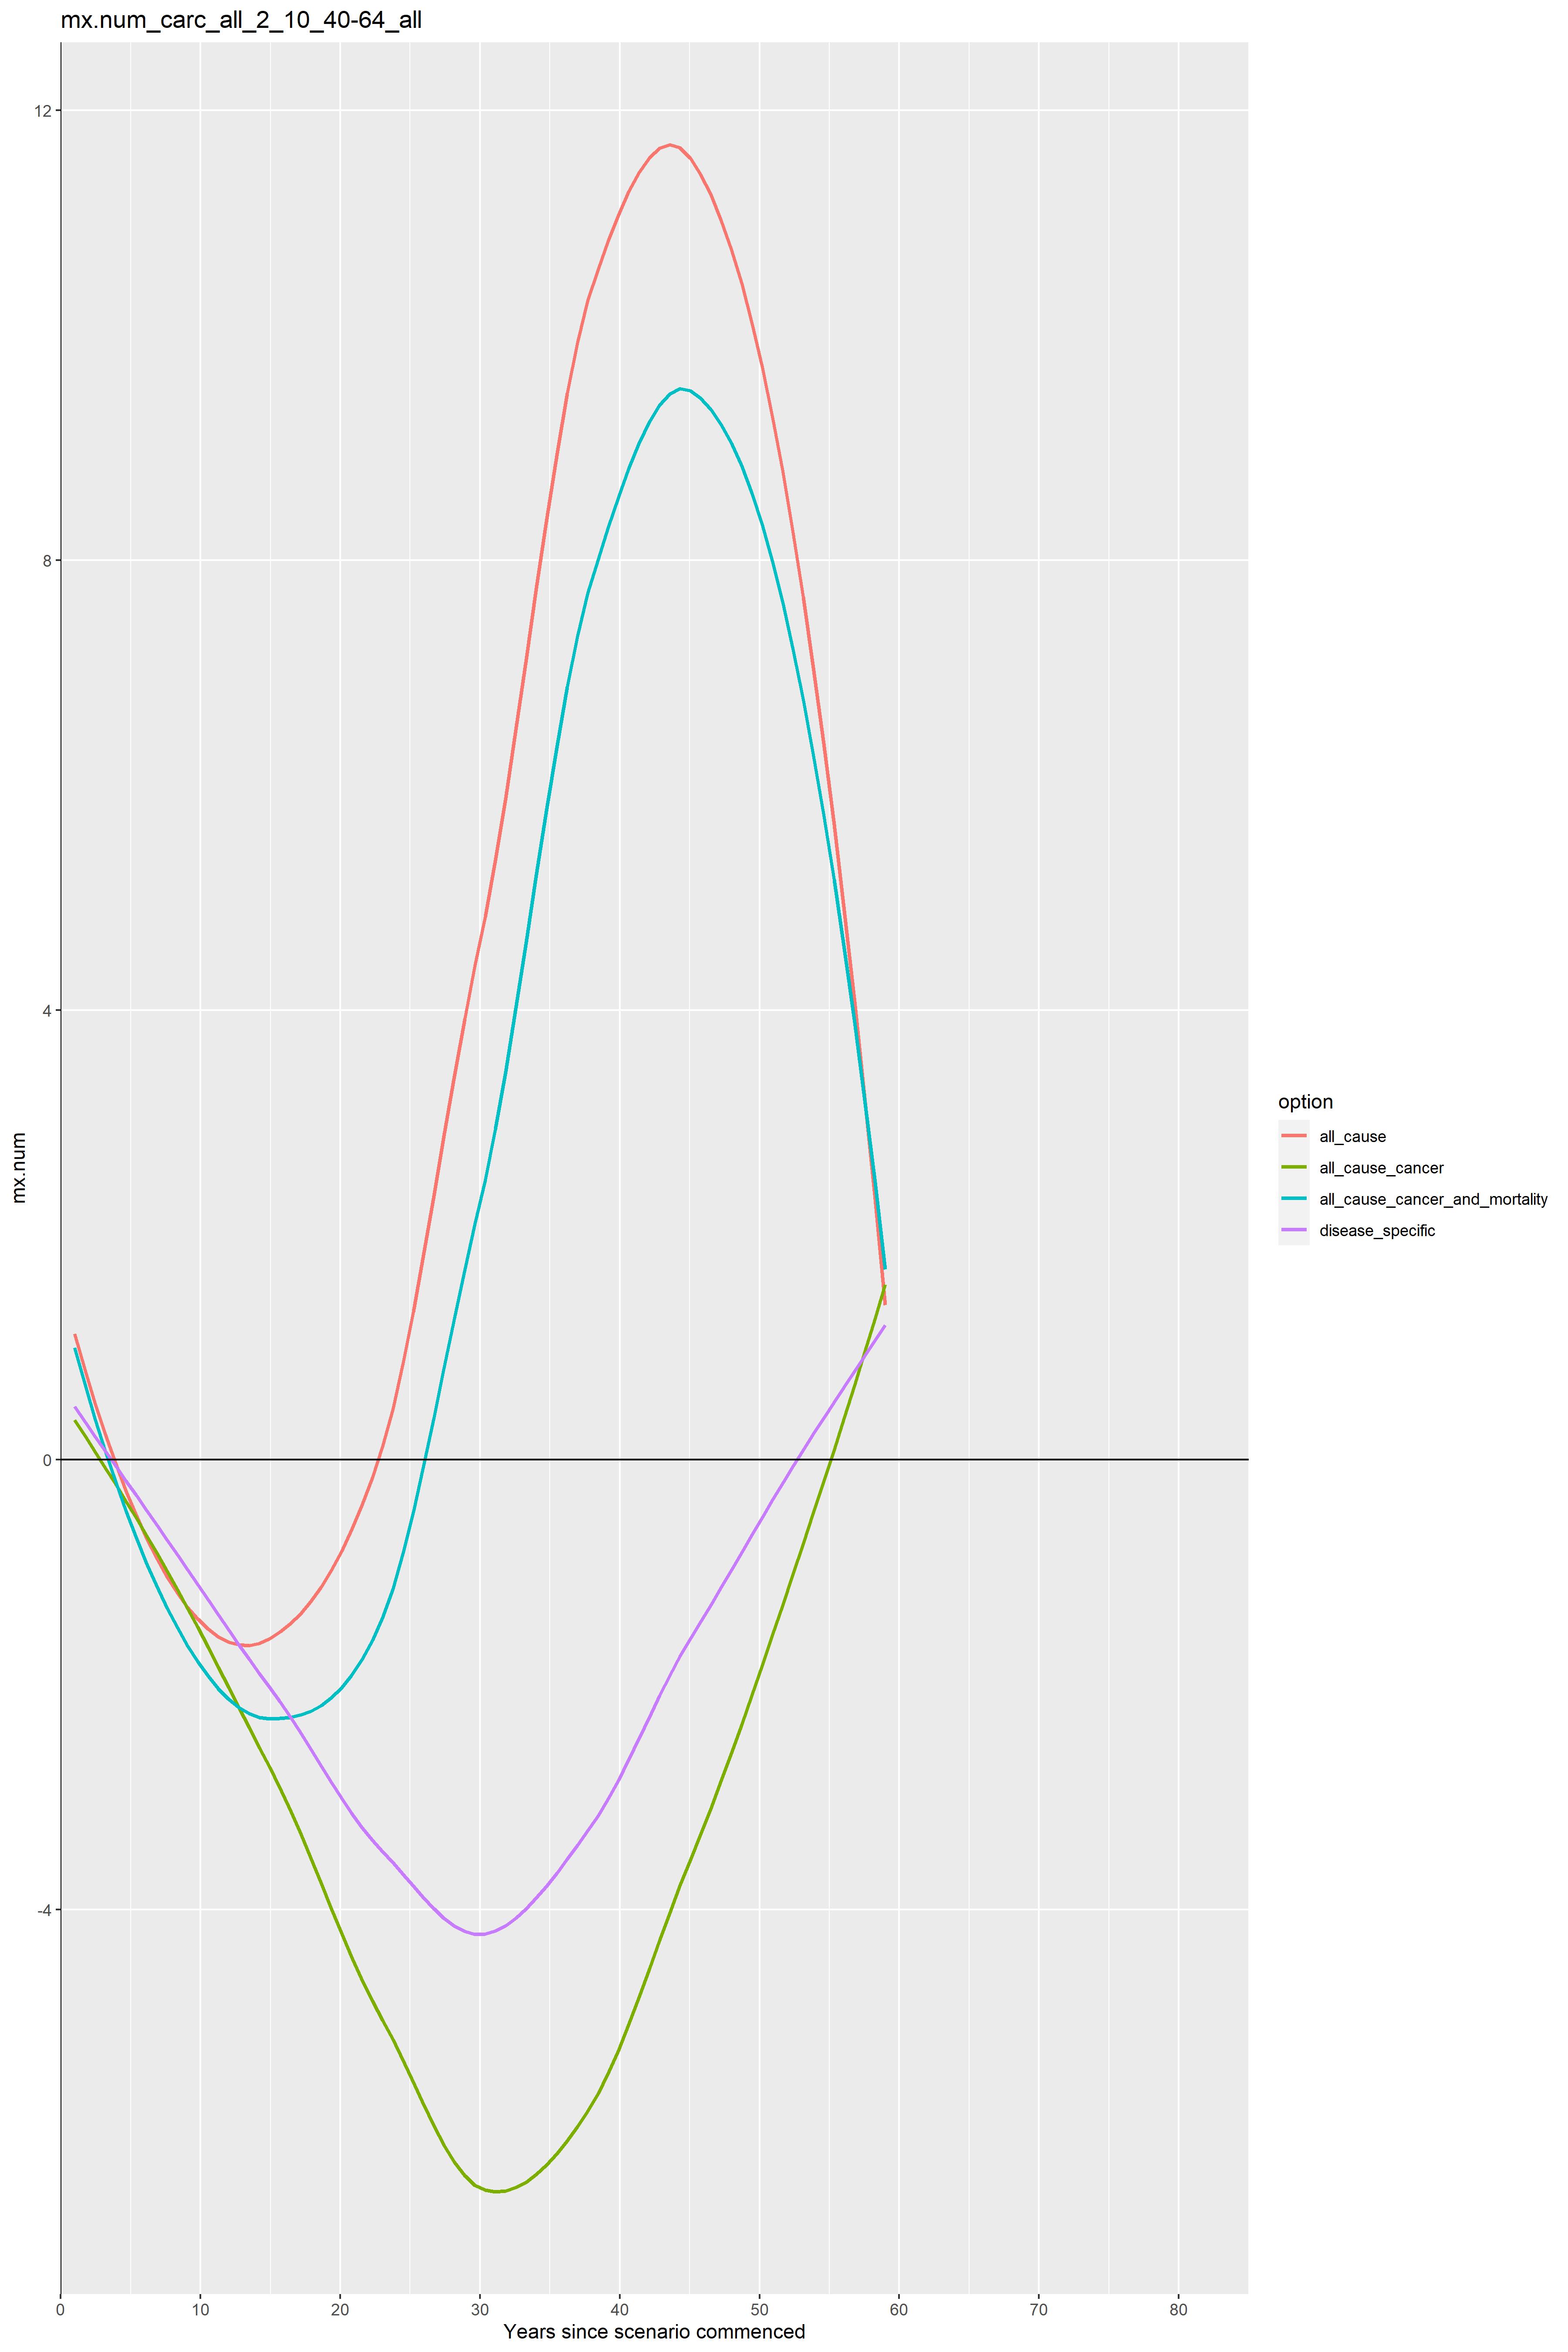 mx.num_carc_all_2_10_40-64_all
12
8
4
0
-4
mx.num
0 10 20 30 40 50 60 70 80
Years since scenario commenced
option
all_cause
all_cause_cancer
all_cause_cancer_and_mortality
disease_specific